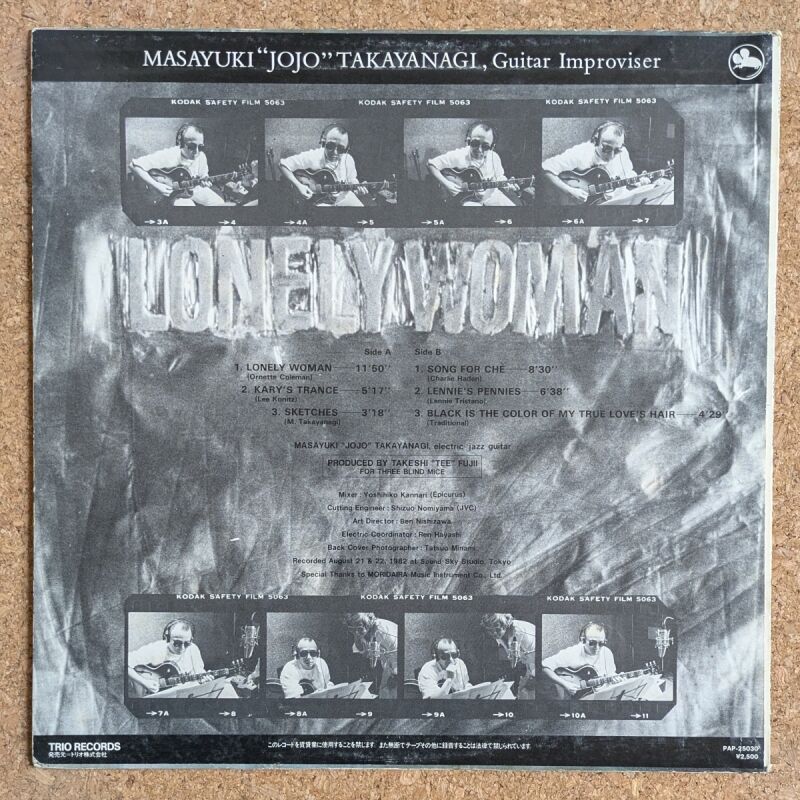 MASAYUKI “JOJO” TAKAYANAGI, Guitar Improviser
KODAK SAFETY FILM 5063 KODAK SAFETY FILM 5063 KODAK SAFETY FILM 5063
→3A →4 →4A →5 →5A →6 →6A →7
LONELY WOMAN
Side A Side B
1. LONELY WOMAN 11'50''
(Ornette Coleman)
2. KARY'S TRANCE 5'17''
(Lee Konitz)
3. SKETCHES 3'18''
(M. Takayanagi)
1. SONG FOR CHE 8'30''
(Charlie Haden)
2. LENNIE'S PENNIES 6'38''
(Lennie Tristano)
3. BLACK IS THE COLOR OF MY TRUE LOVE'S HAIR 4'29''
(Traditional)
MASAYUKI "JOJO" TAKAYANAGI, electric jazz guitar
PRODUCED BY TAKESHI "TEE" FUJII
FOR THREE BLIND MICE
Mixer : Yoshihiko Kannari (Epicurus)
Cutting Engineer : Shizuo Nomiyama (JVC)
Art Director : Ben Nishizawa
Electric Coordinator : Ren Hayashi
Back Cover Photographer : Tatsuo Minami
Recorded August 21 & 22, 1982 at Sound Sky Studio, Tokyo
Special Thanks to MORIDAIRA Music Instrument Co., Ltd.
KODAK SAFETY FILM 5063 KODAK SAFETY FILM 5063 KODAK SAFETY FILM 5063
→7A →8 →8A →9 →9A →10 →10A →11
TRIO RECORDS
発売元=トリオ株式会社
このレコードを賃貸業に使用することを禁じます。また無断でテープその他に録音することは法律で禁じられています。
PAP-25030
¥2,500